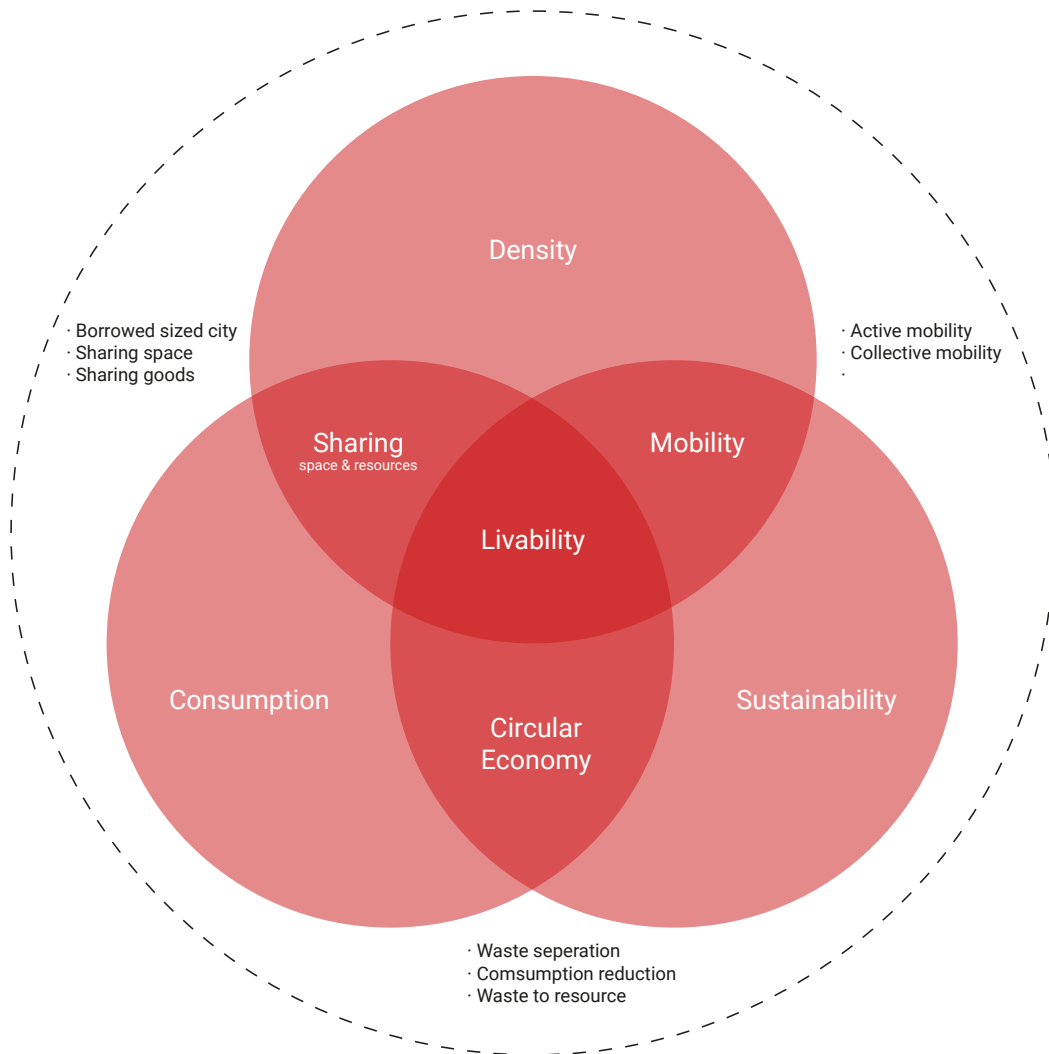 Density
· Borrowed sized city
· Sharing space
· Sharing goods
· Active mobility
· Collective mobility
·
Sharing
space & resources
Mobility
Livability
Consumption
Sustainability
Circular
Economy
· Waste seperation
· Comsumption reduction
· Waste to resource